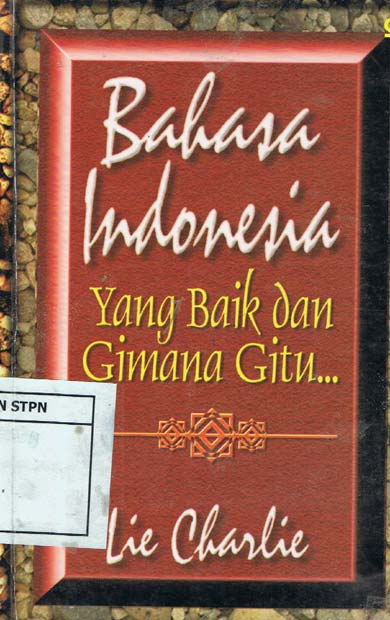 Bahasa
Indonesia
Yang Baik dan
Gimana Gitu...
N STPN
Lie Charlie